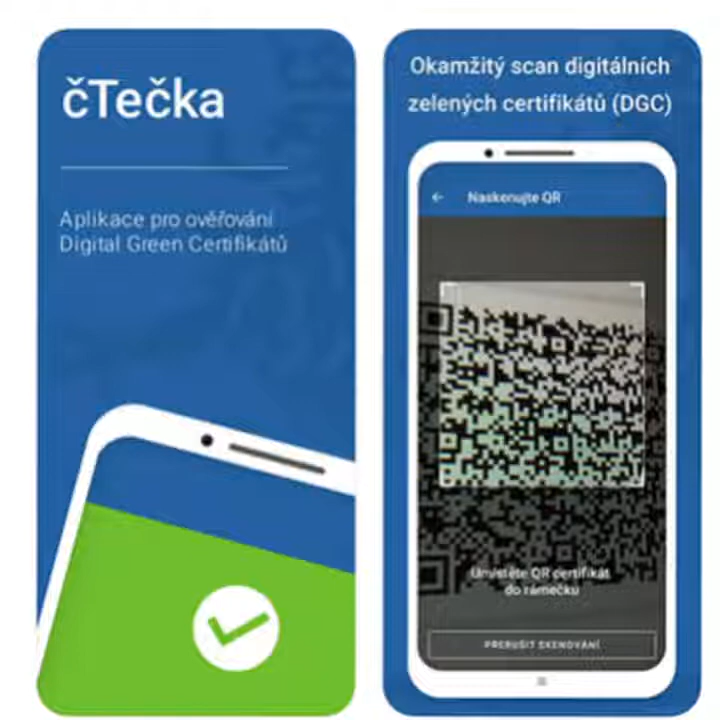 čTečka
Aplikace pro ověřování
Digital Green Certifikátů
Okamžitý scan digitálních
zelených certifikátů (DGC)
Naskenujte QR
Umístěte QR certifikát
do rámečku
PŘERUŠIT SKENOVÁNÍ